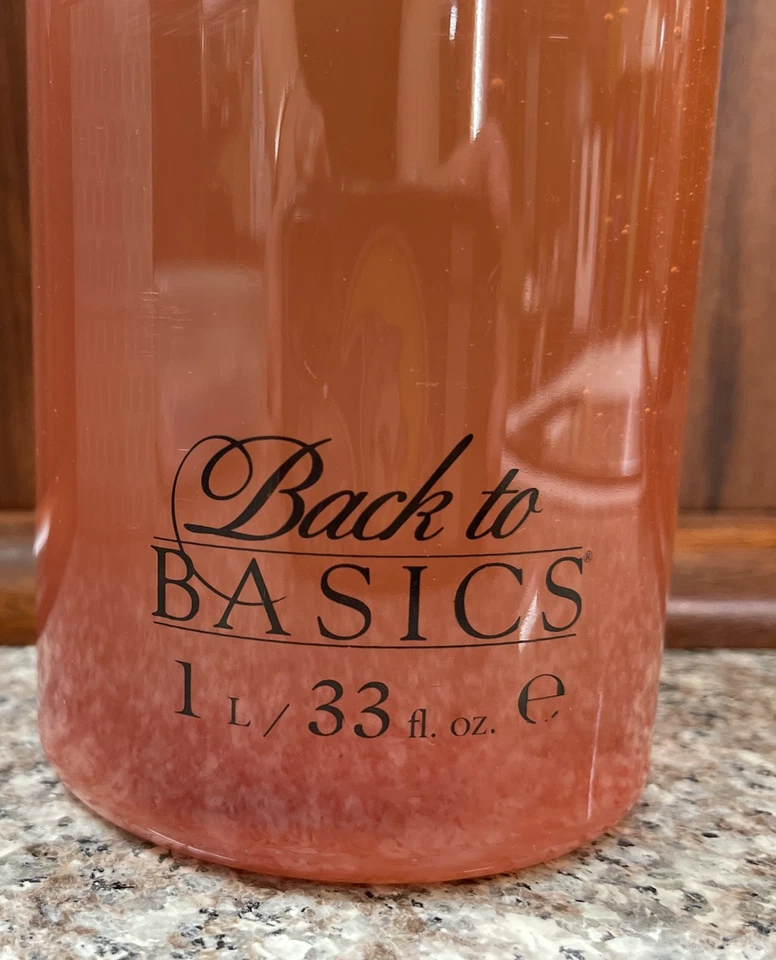 Back to
BASICS®
1 L / 33 fl. oz. ℮